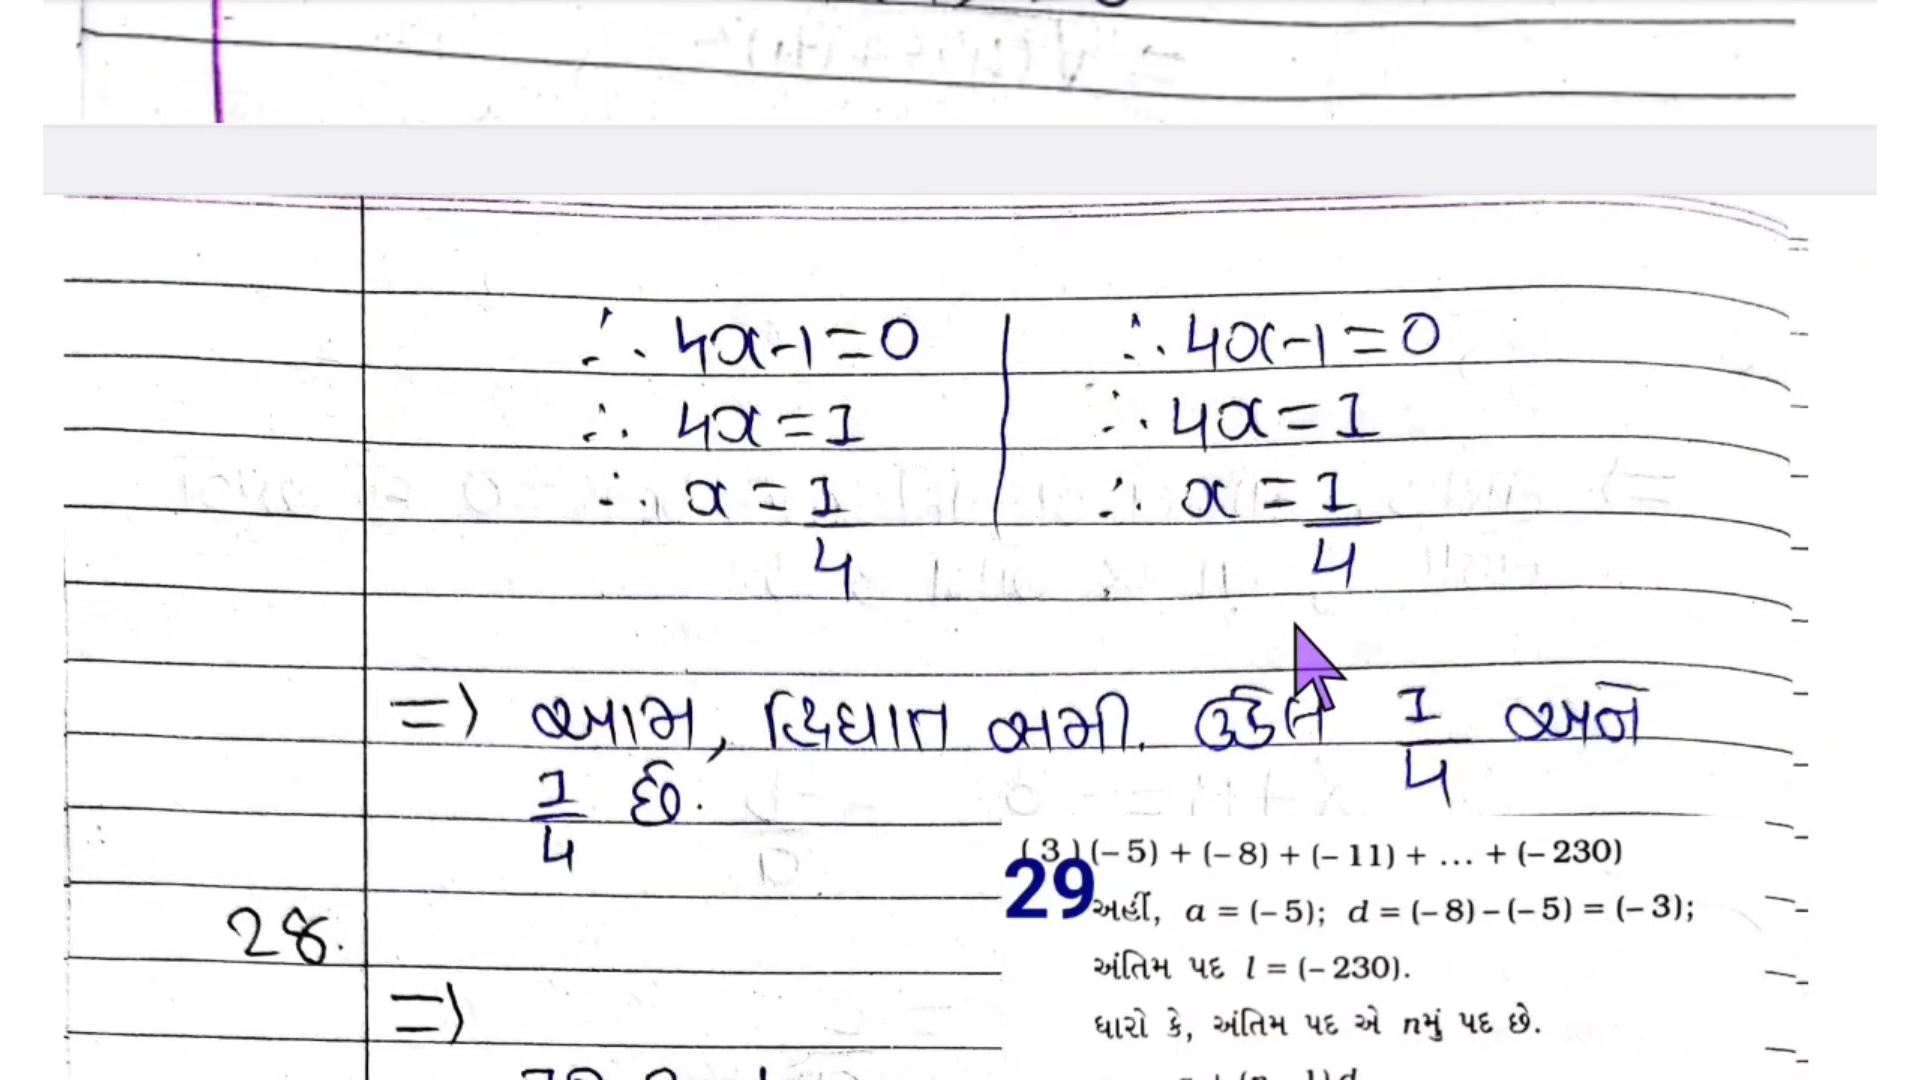 ∴ 4x-1=0 ∴ 4x-1=0
∴ 4x=1 ∴ 4x=1
∴ x=1/4 ∴ x=1/4
=> આમ, દ્વિઘાત સમી. ઉકેલ 1/4 અને
1/4 છે.
(3) (– 5) + (– 8) + (– 11) + ... + (– 230)
29
અહીં, a = (– 5); d = (– 8) – (– 5) = (– 3);
અંતિમ પદ l = (– 230).
ધારો કે, અંતિમ પદ એ nમું પદ છે.
28.
=>